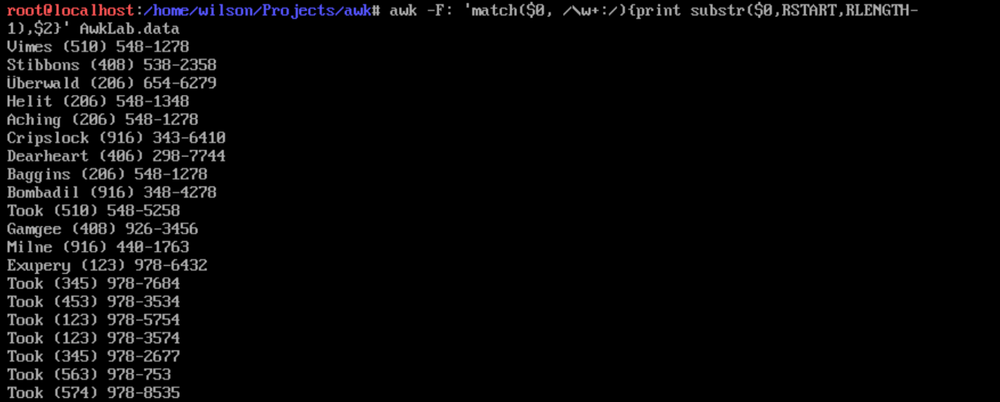 root@localhost:/home/wilson/Projects/awk# awk -F: 'match($0, /\w+:/){print substr($0,RSTART,RLENGTH-
1),$2}' AwkLab.data
Vimes (510) 548-1278
Stibbons (408) 538-2358
Überwald (206) 654-6279
Helit (206) 548-1348
Aching (206) 548-1278
Cripslock (916) 343-6410
Dearheart (406) 298-7744
Baggins (206) 548-1278
Bombadil (916) 348-4278
Took (510) 548-5258
Gamgee (408) 926-3456
Milne (916) 440-1763
Exupery (123) 978-6432
Took (345) 978-7684
Took (453) 978-3534
Took (123) 978-5754
Took (123) 978-3574
Took (345) 978-2677
Took (563) 978-753
Took (574) 978-8535